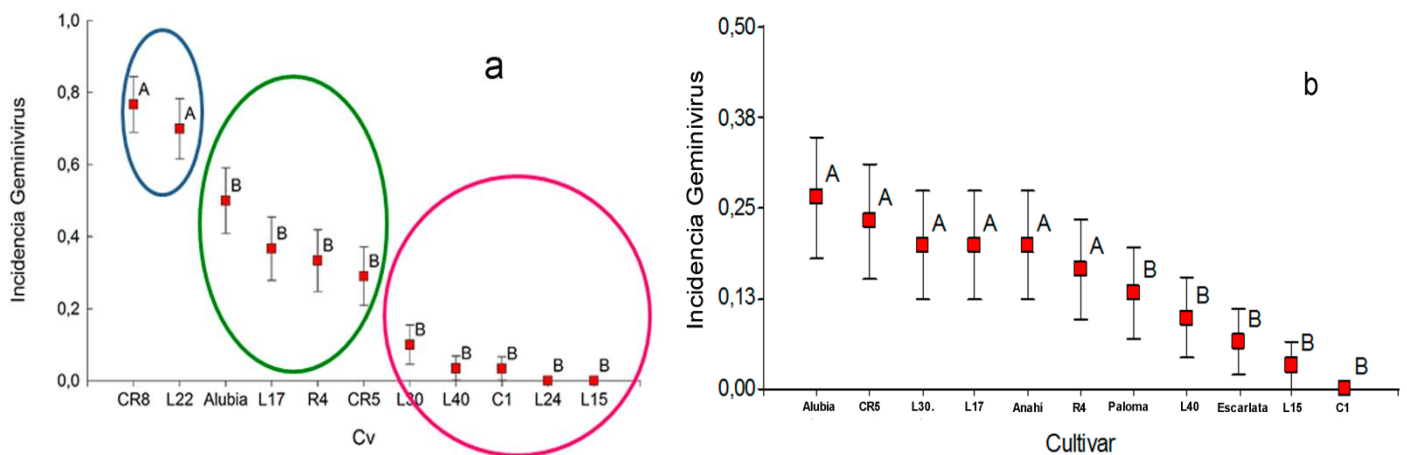 a
Incidencia Geminivirus
1,0
0,8
0,6
0,4
0,2
0,0
A
A
B
B
B
B
B
B
B
B
B
CR8 L22 Alubia L17 R4 CR5 L30 L40 C1 L24 L15
Cv
b
Incidencia Geminivirus
0,50
0,38
0,25
0,13
0,00
A
A
A
A
A
A
B
B
B
B
B
Alubia CR5 L30. L17 Anahí R4 Paloma L40 Escarlata L15 C1
Cultivar